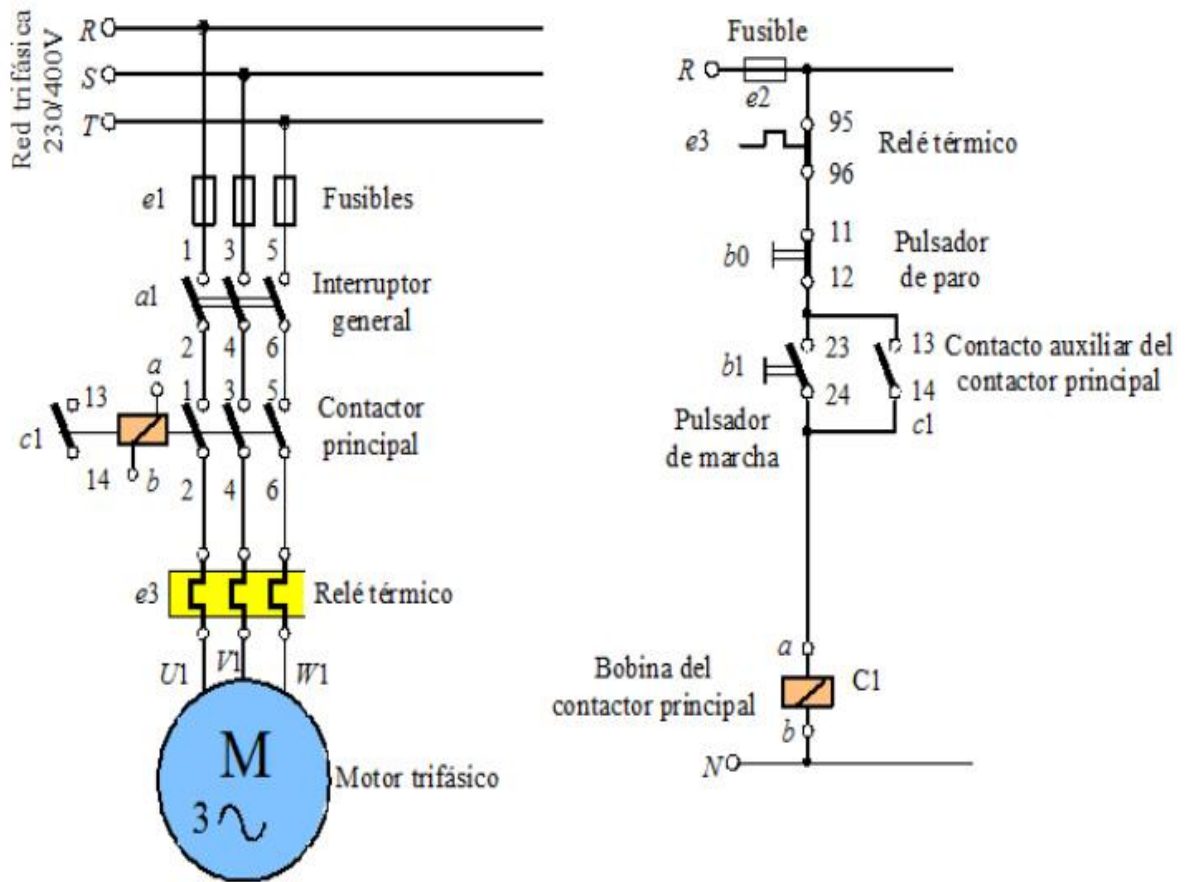 Red trifásica
230/400V
R
S
T
e1
Fusibles
1 3 5
a1
Interruptor
general
2 4 6
a
13
1 3 5
c1
Contactor
principal
14
b
2 4 6
e3
Relé térmico
U1 V1 W1
M
3
Motor trifásico
Fusible
R
e2
95
e3
Relé térmico
96
11
b0
Pulsador
de paro
12
23
13
b1
Contacto auxiliar del
contactor principal
24
14
c1
Pulsador
de marcha
a
Bobina del
contactor principal
C1
b
N